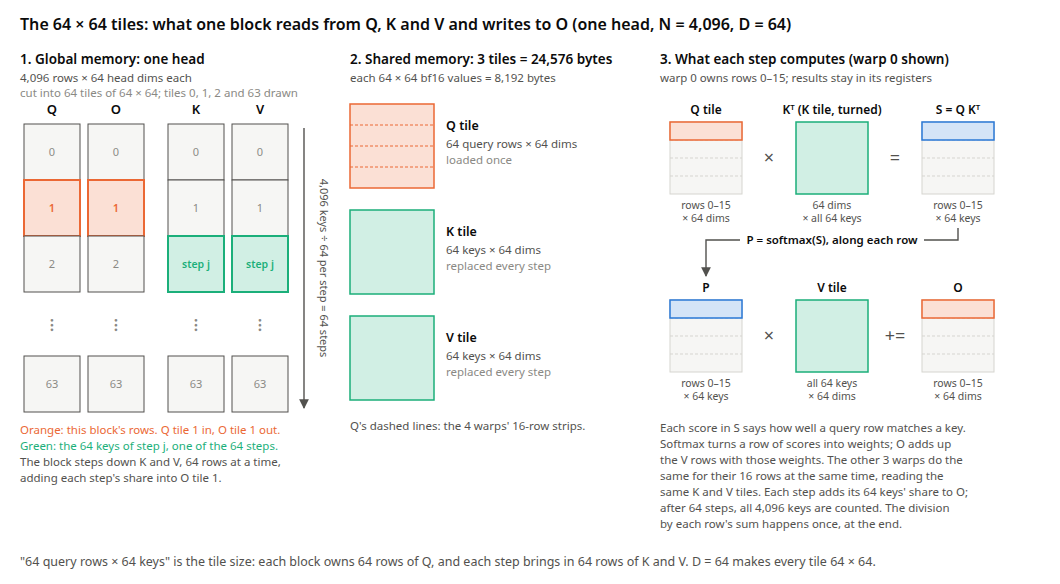 The 64 × 64 tiles: what one block reads from Q, K and V and writes to O (one head, N = 4,096, D = 64)
1. Global memory: one head
4,096 rows × 64 head dims each
cut into 64 tiles of 64 × 64; tiles 0, 1, 2 and 63 drawn
Q O K V
0 0 0 0
1 1 1 1
2 2 step j step j
⋮ ⋮ ⋮ ⋮
63 63 63 63
4,096 keys ÷ 64 per step = 64 steps
Orange: this block's rows. Q tile 1 in, O tile 1 out.
Green: the 64 keys of step j, one of the 64 steps.
The block steps down K and V, 64 rows at a time,
adding each step's share into O tile 1.
2. Shared memory: 3 tiles = 24,576 bytes
each 64 × 64 bf16 values = 8,192 bytes
Q tile
64 query rows × 64 dims
loaded once
K tile
64 keys × 64 dims
replaced every step
V tile
64 keys × 64 dims
replaced every step
Q's dashed lines: the 4 warps' 16-row strips.
3. What each step computes (warp 0 shown)
warp 0 owns rows 0–15; results stay in its registers
Q tile Kᵀ (K tile, turned) S = Q Kᵀ
× =
rows 0–15 64 dims rows 0–15
× 64 dims × all 64 keys × 64 keys
P = softmax(S), along each row
P V tile O
× +=
rows 0–15 all 64 keys rows 0–15
× 64 keys × 64 dims × 64 dims
Each score in S says how well a query row matches a key.
Softmax turns a row of scores into weights; O adds up
the V rows with those weights. The other 3 warps do the
same for their 16 rows at the same time, reading the
same K and V tiles. Each step adds its 64 keys' share to O;
after 64 steps, all 4,096 keys are counted. The division
by each row's sum happens once, at the end.
"64 query rows × 64 keys" is the tile size: each block owns 64 rows of Q, and each step brings in 64 rows of K and V. D = 64 makes every tile 64 × 64.